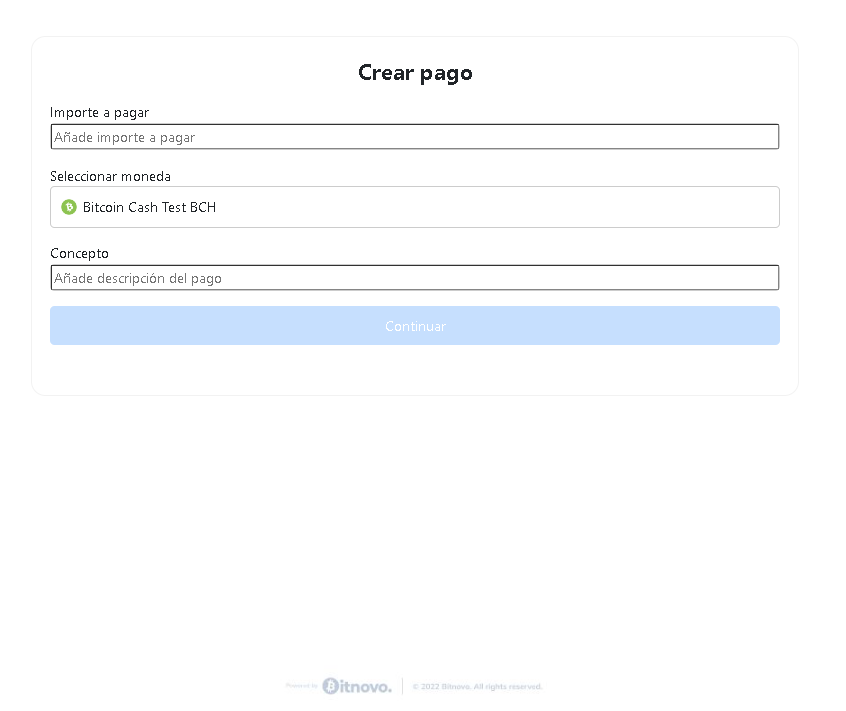 Crear pago
Importe a pagar
Añade importe a pagar
Seleccionar moneda
Bitcoin Cash Test BCH
Concepto
Añade descripción del pago
Continuar
Powered by Bitnovo. © 2022 Bitnovo. All rights reserved.